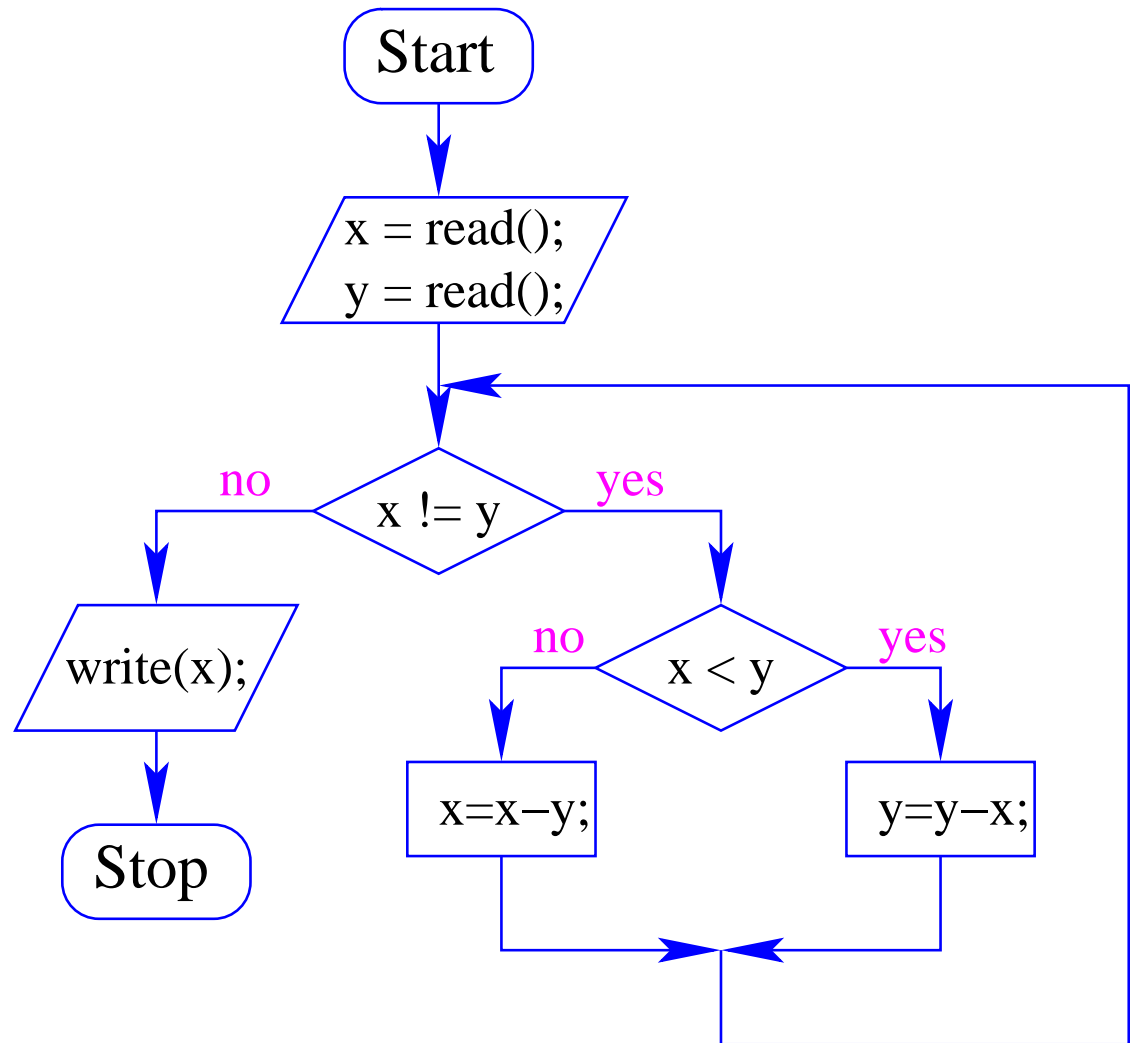 Start
x = read();
y = read();
no
yes
x != y
no
yes
write(x);
x < y
x=x−y;
y=y−x;
Stop